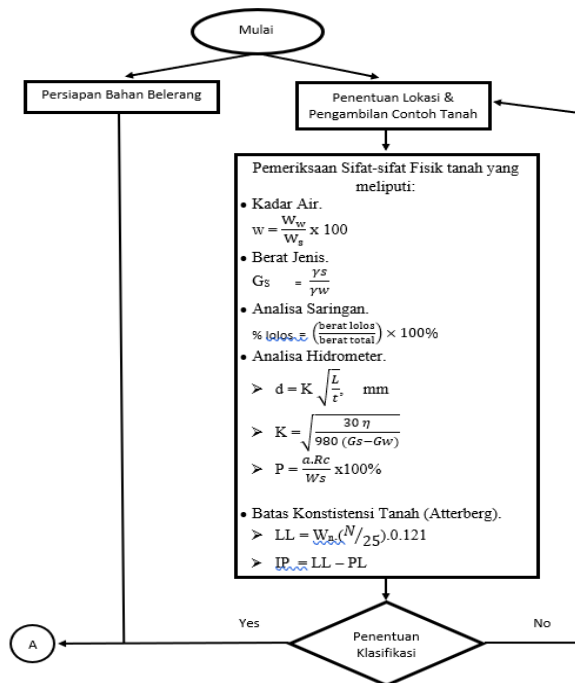 Mulai
Persiapan Bahan Belerang
Penentuan Lokasi &
Pengambilan Contoh Tanah
Pemeriksaan Sifat-sifat Fisik tanah yang
meliputi:
• Kadar Air.
w = W_w/W_s x 100
• Berat Jenis.
Gs = γs/γw
• Analisa Saringan.
% lolos = (berat lolos/berat total) × 100%
• Analisa Hidrometer.
➢ d = K √(L/t), mm
➢ K = √(30 η/980 (Gs−Gw))
➢ P = a.Rc/Ws x100%
• Batas Konstistensi Tanah (Atterberg).
➢ LL = Wn.(N/25).0.121
➢ IP = LL – PL
Yes
No
A
Penentuan
Klasifikasi